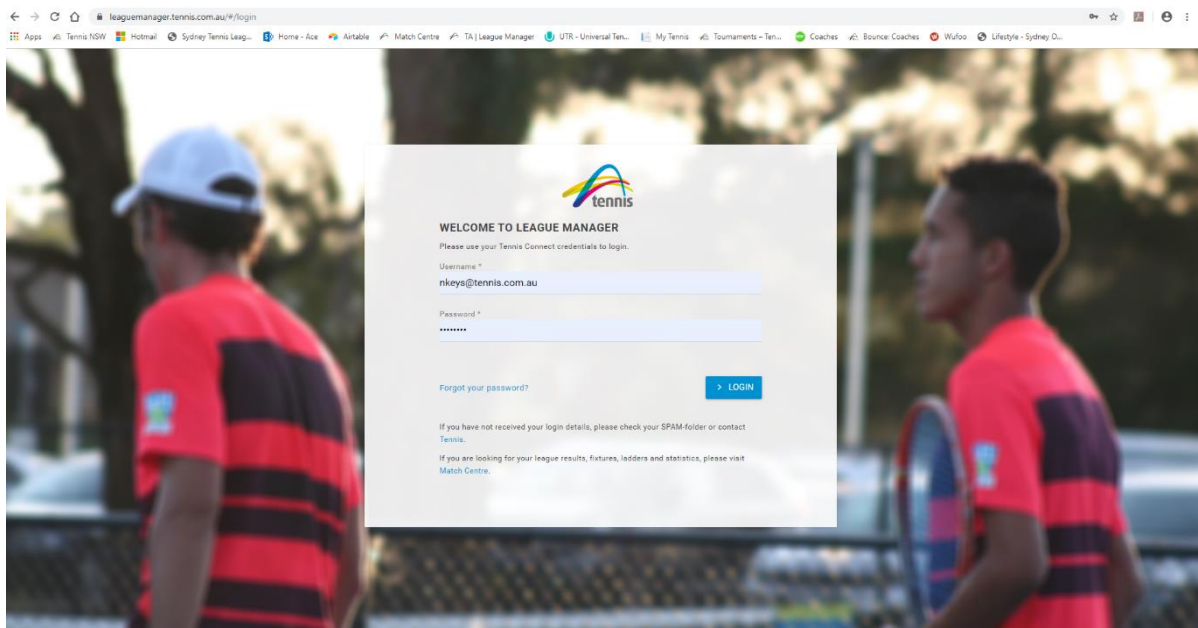 leaguemanager.tennis.com.au/#/login
Apps Tennis NSW Hotmail Sydney Tennis Leag... Home - Ace Airtable Match Centre TA | League Manager UTR - Universal Ten... My Tennis Tournaments – Ten... Coaches Bounce: Coaches Wufoo Lifestyle - Sydney O...
tennis
WELCOME TO LEAGUE MANAGER
Please use your Tennis Connect credentials to login.
Username *
nkeys@tennis.com.au
Password *
••••••••
Forgot your password?
> LOGIN
If you have not received your login details, please check your SPAM-folder or contact
Tennis.
If you are looking for your league results, fixtures, ladders and statistics, please visit
Match Centre.